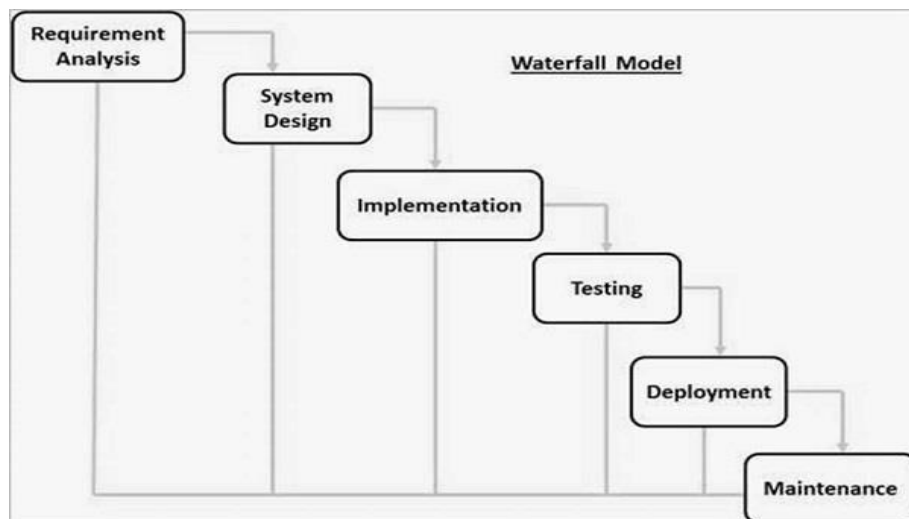 Requirement
Analysis
Waterfall Model
System
Design
Implementation
Testing
Deployment
Maintenance